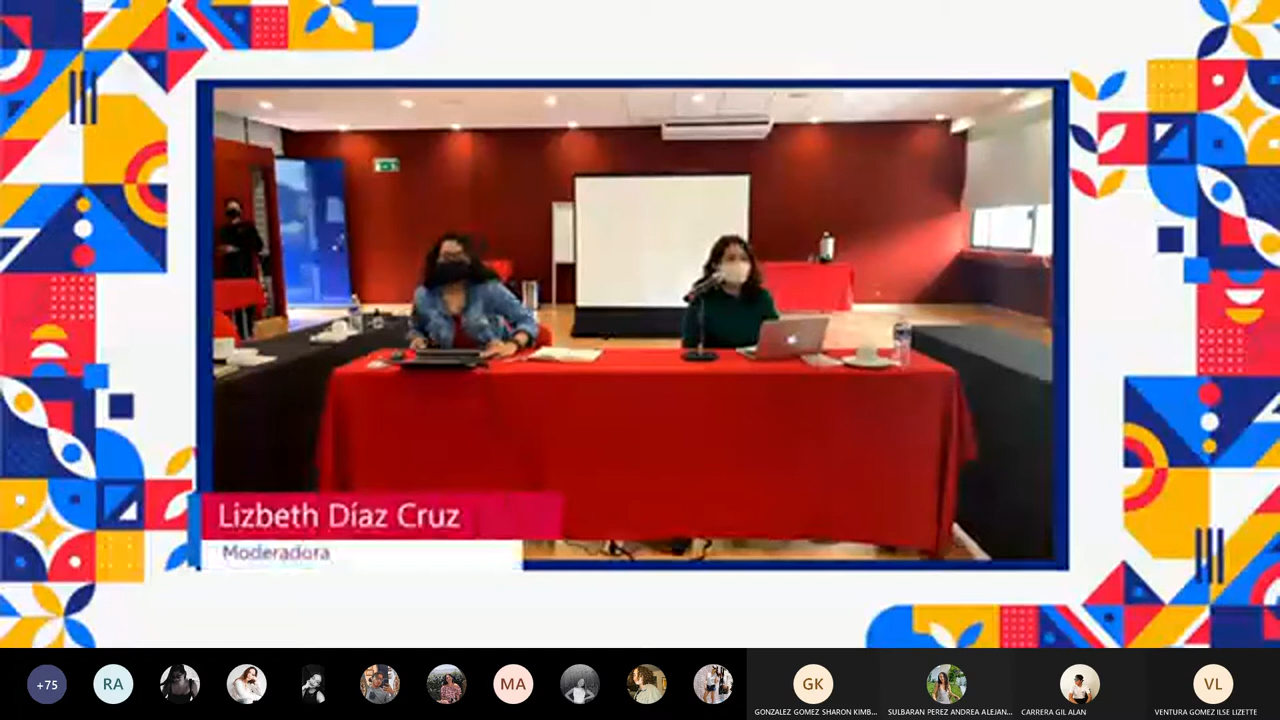 Lizbeth Díaz Cruz
Moderadora
+75
RA
MA
GK
VL
GONZALEZ GOMEZ SHARON KIMB...
SULBARAN PEREZ ANDREA ALEJAN...
CARRERA GIL ALAN
VENTURA GOMEZ ILSE LIZETTE